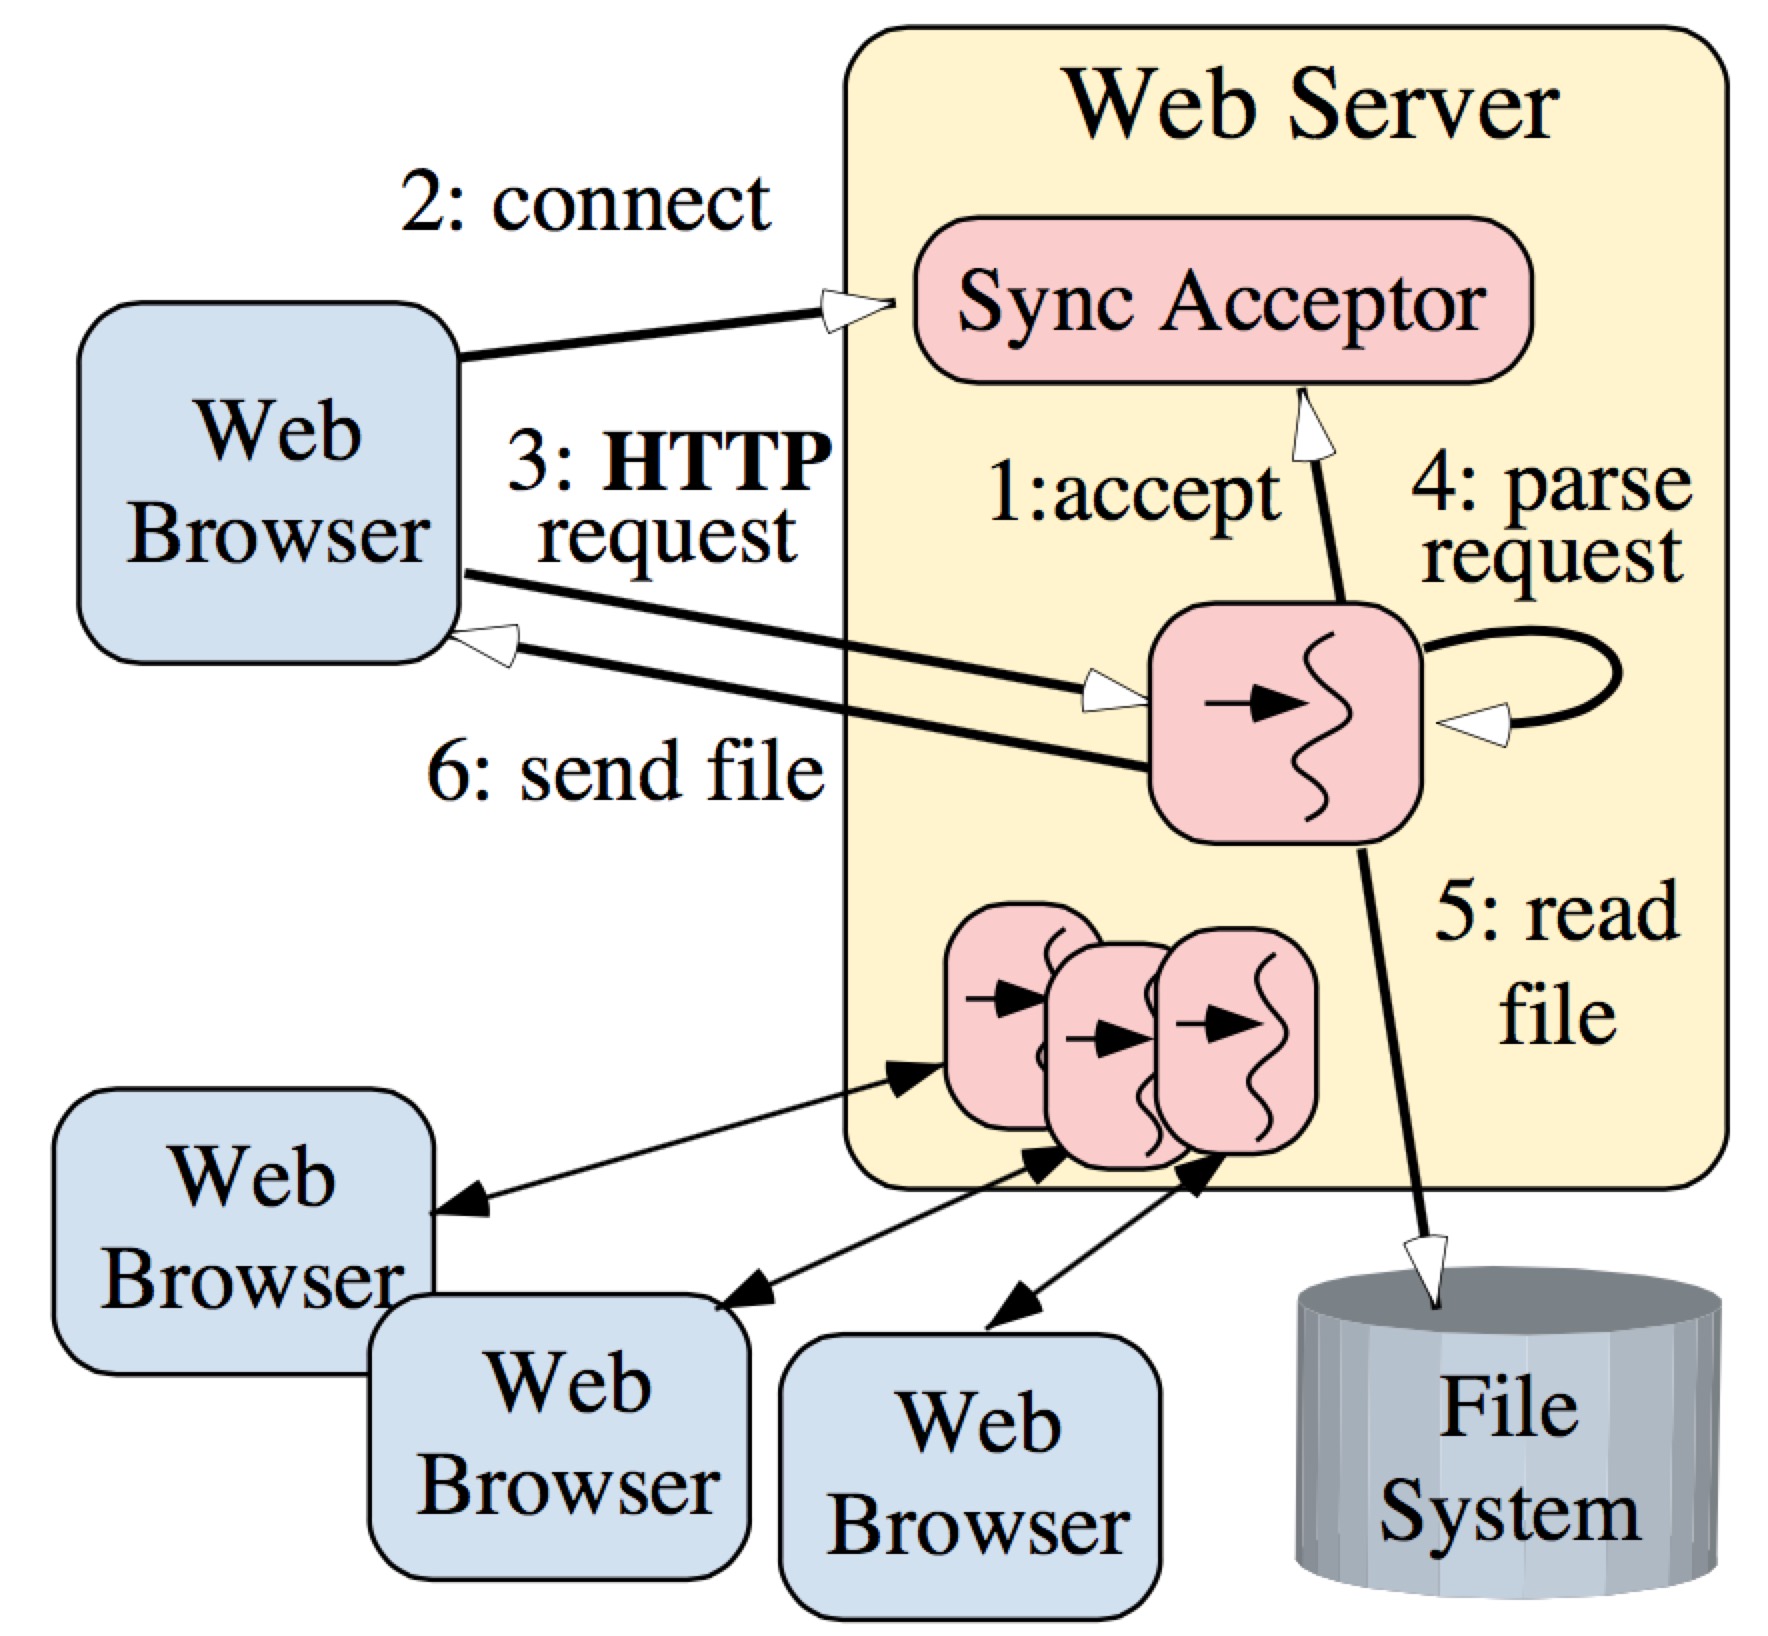 Web Server
2: connect
Sync Acceptor
Web
Browser
3: HTTP
request
1:accept
4: parse
request
6: send file
5: read
file
Web
Browser
Web
Browser
Web
Browser
File
System